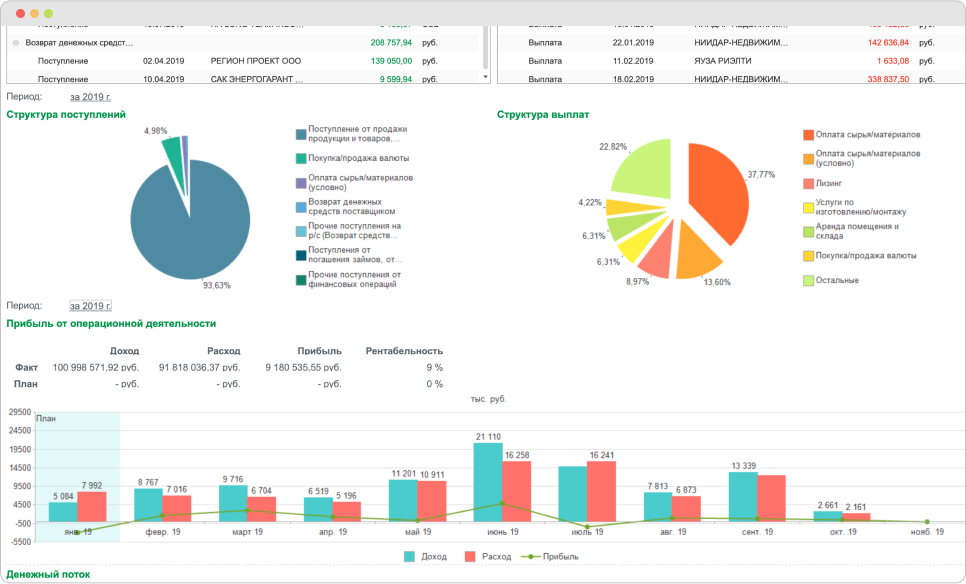 Возврат денежных средст... 208 757,94 руб.
Поступление 02.04.2019 РЕГИОН ПРОЕКТ ООО 139 050,00 руб.
Поступление 10.04.2019 САК ЭНЕРГОГАРАНТ ... 9 599,94 руб.
Выплата 22.01.2019 НИИДАР-НЕДВИЖИМ... 142 636,84 руб.
Выплата 11.02.2019 ЯУЗА РИЭЛТИ 1 633,08 руб.
Выплата 18.02.2019 НИИДАР-НЕДВИЖИМ... 338 837,50 руб.
Период: за 2019 г.
Структура поступлений
4,98%
93,63%
Поступление от продажи
продукции и товаров,...
Покупка/продажа валюты
Оплата сырья/материалов
(условно)
Возврат денежных
средств поставщиком
Прочие поступления на
р/с (Возврат средств...
Поступления от
погашения займов, от...
Прочие поступления от
финансовых операций
Структура выплат
22,82%
37,77%
4,22%
6,31%
6,31%
8,97%
13,60%
Оплата сырья/материалов
Оплата сырья/материалов
(условно)
Лизинг
Услуги по
изготовлению/монтажу
Аренда помещения и
склада
Покупка/продажа валюты
Остальные
Период: за 2019 г.
Прибыль от операционной деятельности
Доход Расход Прибыль Рентабельность
Факт 100 998 571,92 руб. 91 818 036,37 руб. 9 180 535,55 руб. 9 %
План - руб. - руб. - руб. 0 %
тыс. руб.
29500
24500
19500
14500
9500
4500
-500
-5500
План
5 084 7 992
8 767 7 016
9 716 6 704
6 519 5 196
11 201 10 911
21 110 16 258
16 241
7 813 6 873
13 339
2 661 2 161
янв. 19 февр. 19 март 19 апр. 19 май 19 июнь 19 июль 19 авг. 19 сент. 19 окт. 19 нояб. 19
Доход Расход Прибыль
Денежный поток